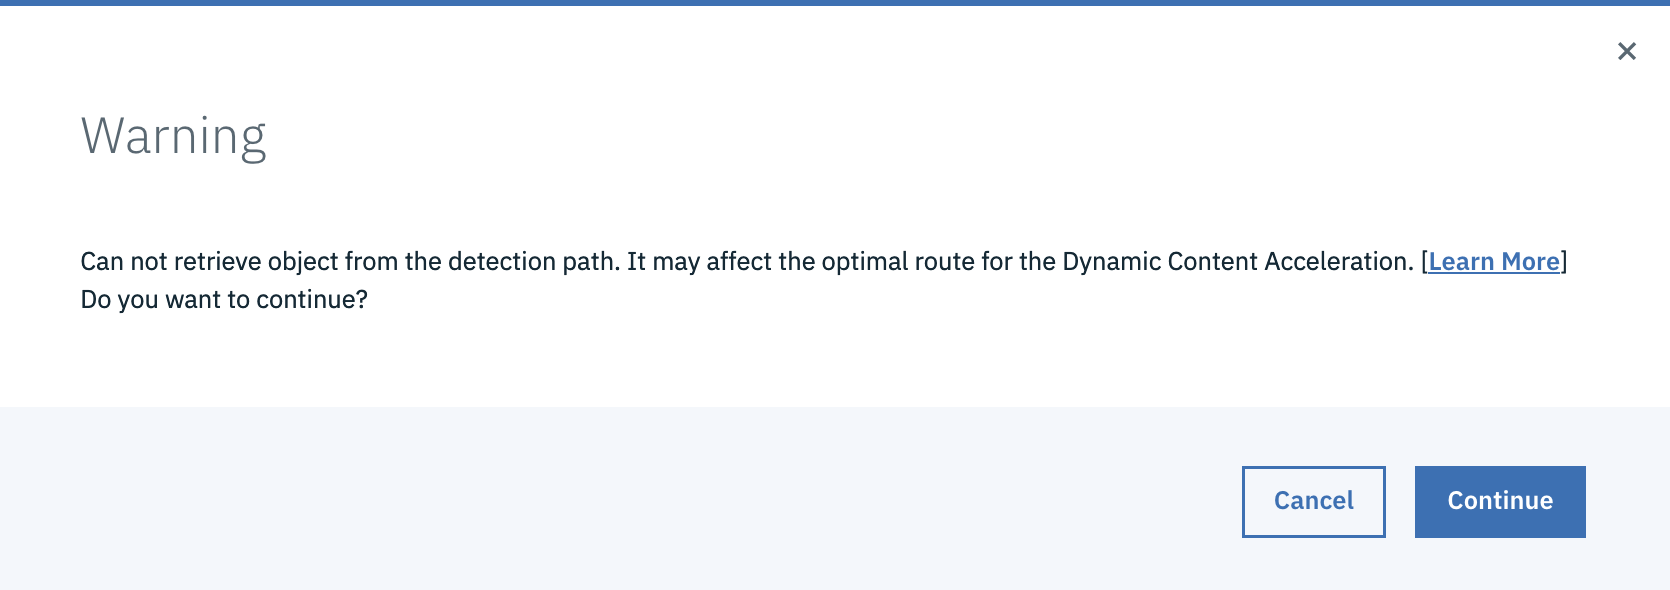 Warning
Can not retrieve object from the detection path. It may affect the optimal route for the Dynamic Content Acceleration. [Learn More]
Do you want to continue?
Cancel
Continue